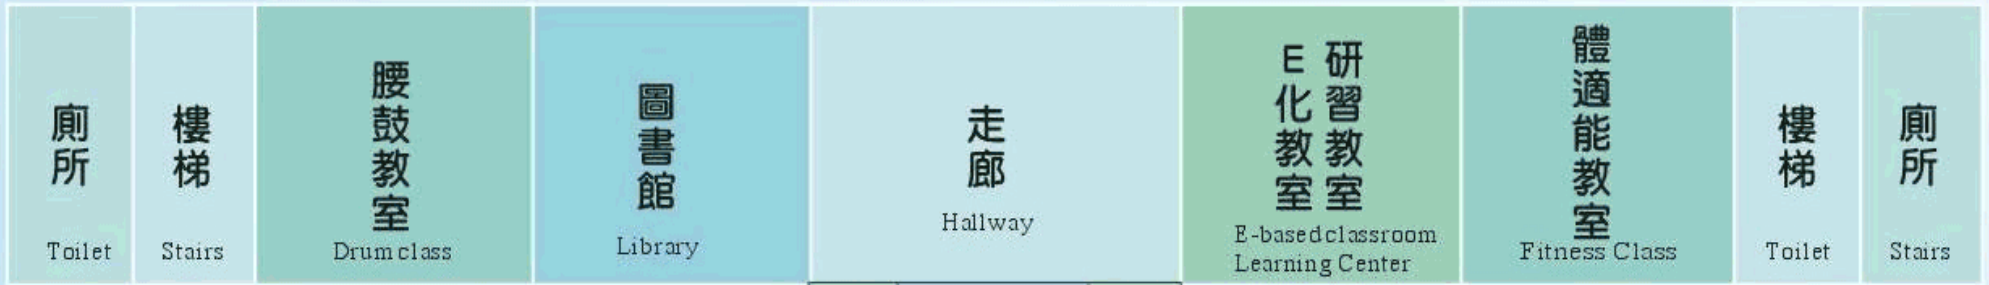 廁所
Toilet
樓梯
Stairs
腰鼓教室
Drum class
圖書館
Library
走廊
Hallway
研習教室
E化教室
E-based classroom
Learning Center
體適能教室
Fitness Class
樓梯
Toilet
廁所
Stairs